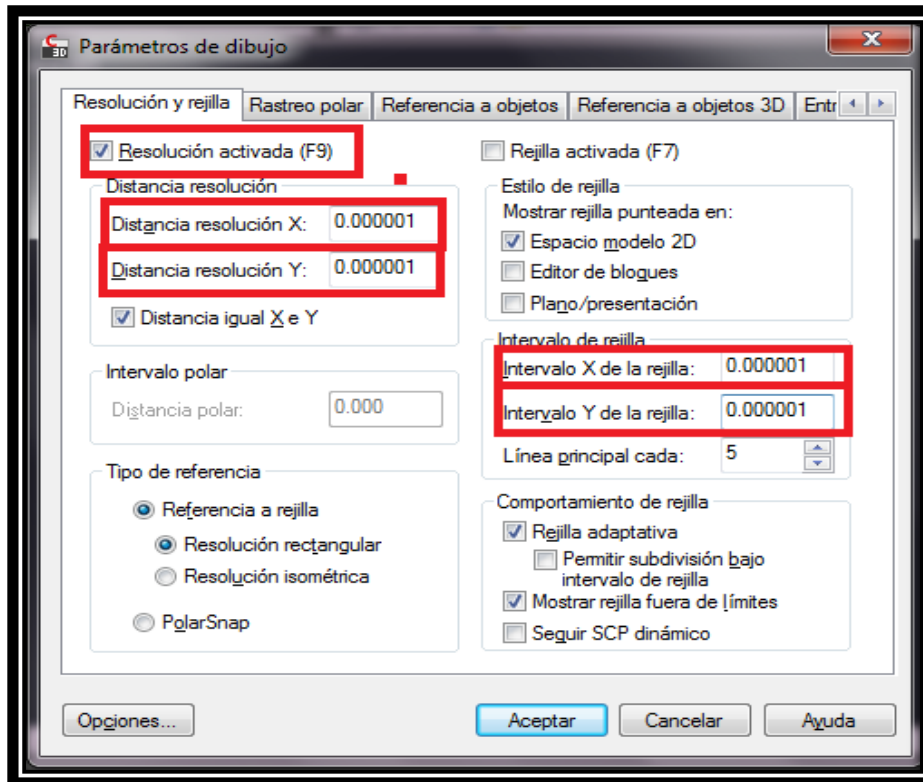 C
3D
Parámetros de dibujo
Resolución y rejilla
Rastreo polar
Referencia a objetos
Referencia a objetos 3D
Entr
Resolución activada (F9)
Distancia resolución
Distancia resolución X: 0.000001
Distancia resolución Y: 0.000001
Distancia igual X e Y
Intervalo polar
Distancia polar: 0.000
Tipo de referencia
Referencia a rejilla
Resolución rectangular
Resolución isométrica
PolarSnap
Rejilla activada (F7)
Estilo de rejilla
Mostrar rejilla punteada en:
Espacio modelo 2D
Editor de bloques
Plano/presentación
Intervalo de rejilla
Intervalo X de la rejilla: 0.000001
Intervalo Y de la rejilla: 0.000001
Línea principal cada: 5
Comportamiento de rejilla
Rejilla adaptativa
Permitir subdivisión bajo
intervalo de rejilla
Mostrar rejilla fuera de límites
Seguir SCP dinámico
Opciones...
Aceptar
Cancelar
Ayuda